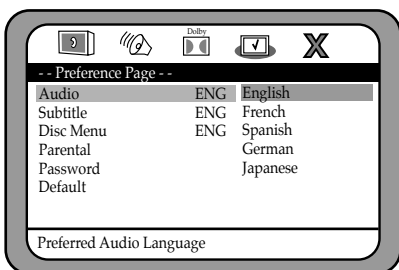 Dolby
- - Preference Page - -
Audio ENG English
Subtitle ENG French
Disc Menu ENG Spanish
Parental German
Password Japanese
Default
Preferred Audio Language